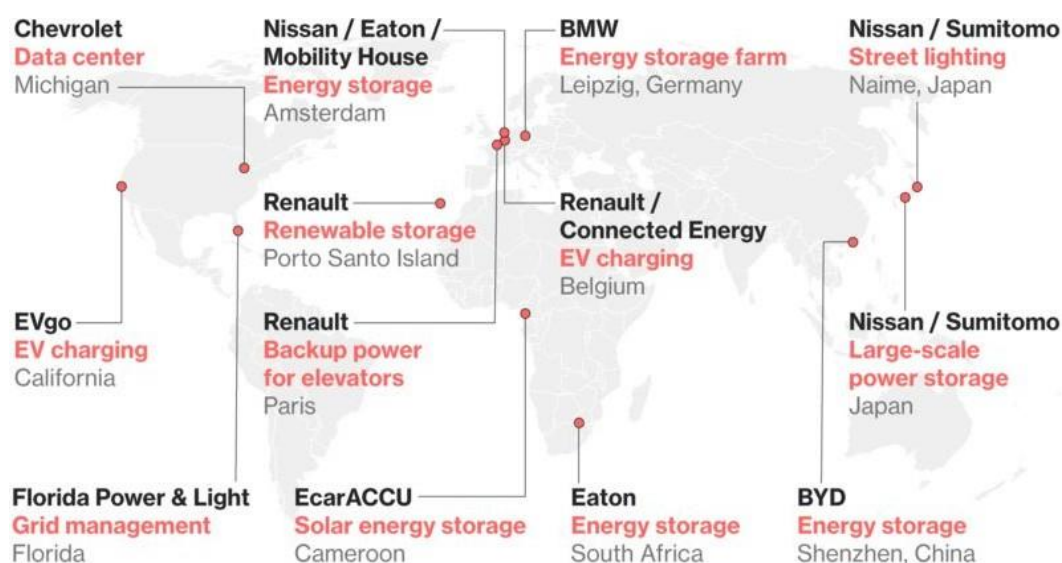 Chevrolet
Data center
Michigan
Nissan / Eaton /
Mobility House
Energy storage
Amsterdam
BMW
Energy storage farm
Leipzig, Germany
Nissan / Sumitomo
Street lighting
Naime, Japan
Renault
Renewable storage
Porto Santo Island
Renault /
Connected Energy
EV charging
Belgium
EVgo
EV charging
California
Renault
Backup power
for elevators
Paris
Nissan / Sumitomo
Large-scale
power storage
Japan
Florida Power & Light
Grid management
Florida
EcarACCU
Solar energy storage
Cameroon
Eaton
Energy storage
South Africa
BYD
Energy storage
Shenzhen, China